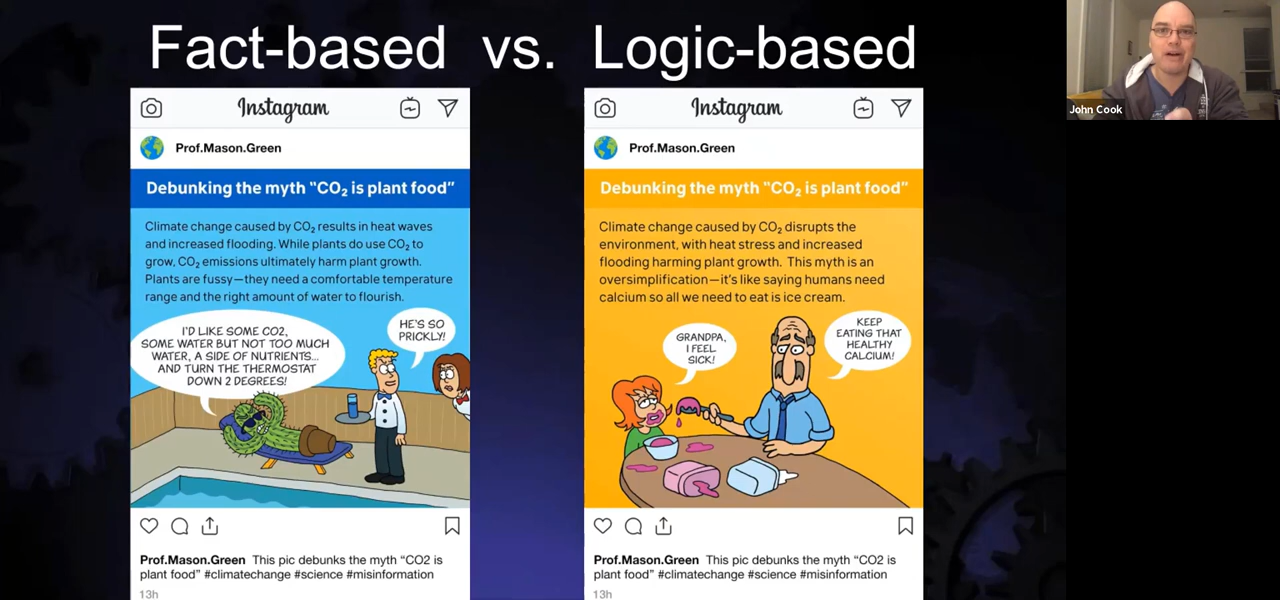 Fact-based vs. Logic-based
John Cook
Instagram
Prof.Mason.Green
Debunking the myth “CO₂ is plant food”
Climate change caused by CO₂ results in heat waves
and increased flooding. While plants do use CO₂ to
grow, CO₂ emissions ultimately harm plant growth.
Plants are fussy—they need a comfortable temperature
range and the right amount of water to flourish.
I'D LIKE SOME CO2,
SOME WATER BUT NOT TOO MUCH
WATER, A SIDE OF NUTRIENTS...
AND TURN THE THERMOSTAT
DOWN 2 DEGREES!
HE'S SO
PRICKLY!
Prof.Mason.Green This pic debunks the myth “CO2 is
plant food” #climatechange #science #misinformation
13h
Instagram
Prof.Mason.Green
Debunking the myth “CO₂ is plant food”
Climate change caused by CO₂ disrupts the
environment, with heat stress and increased
flooding harming plant growth. This myth is an
oversimplification—it's like saying humans need
calcium so all we need to eat is ice cream.
GRANDPA,
I FEEL
SICK!
KEEP
EATING THAT
HEALTHY
CALCIUM!
Prof.Mason.Green This pic debunks the myth “CO2 is
plant food” #climatechange #science #misinformation
13h